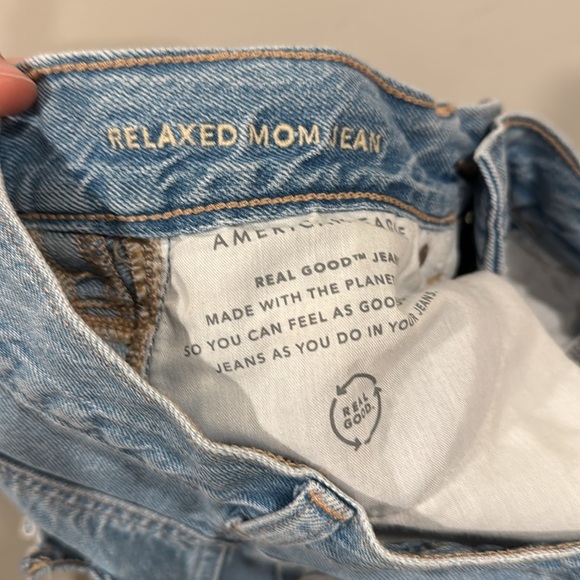 RELAXED MOM JEAN
REAL GOOD™ JEAN
MADE WITH THE PLANET
SO YOU CAN FEEL AS GOOD
JEANS AS YOU DO IN YOUR JEANS
REAL
GOOD.